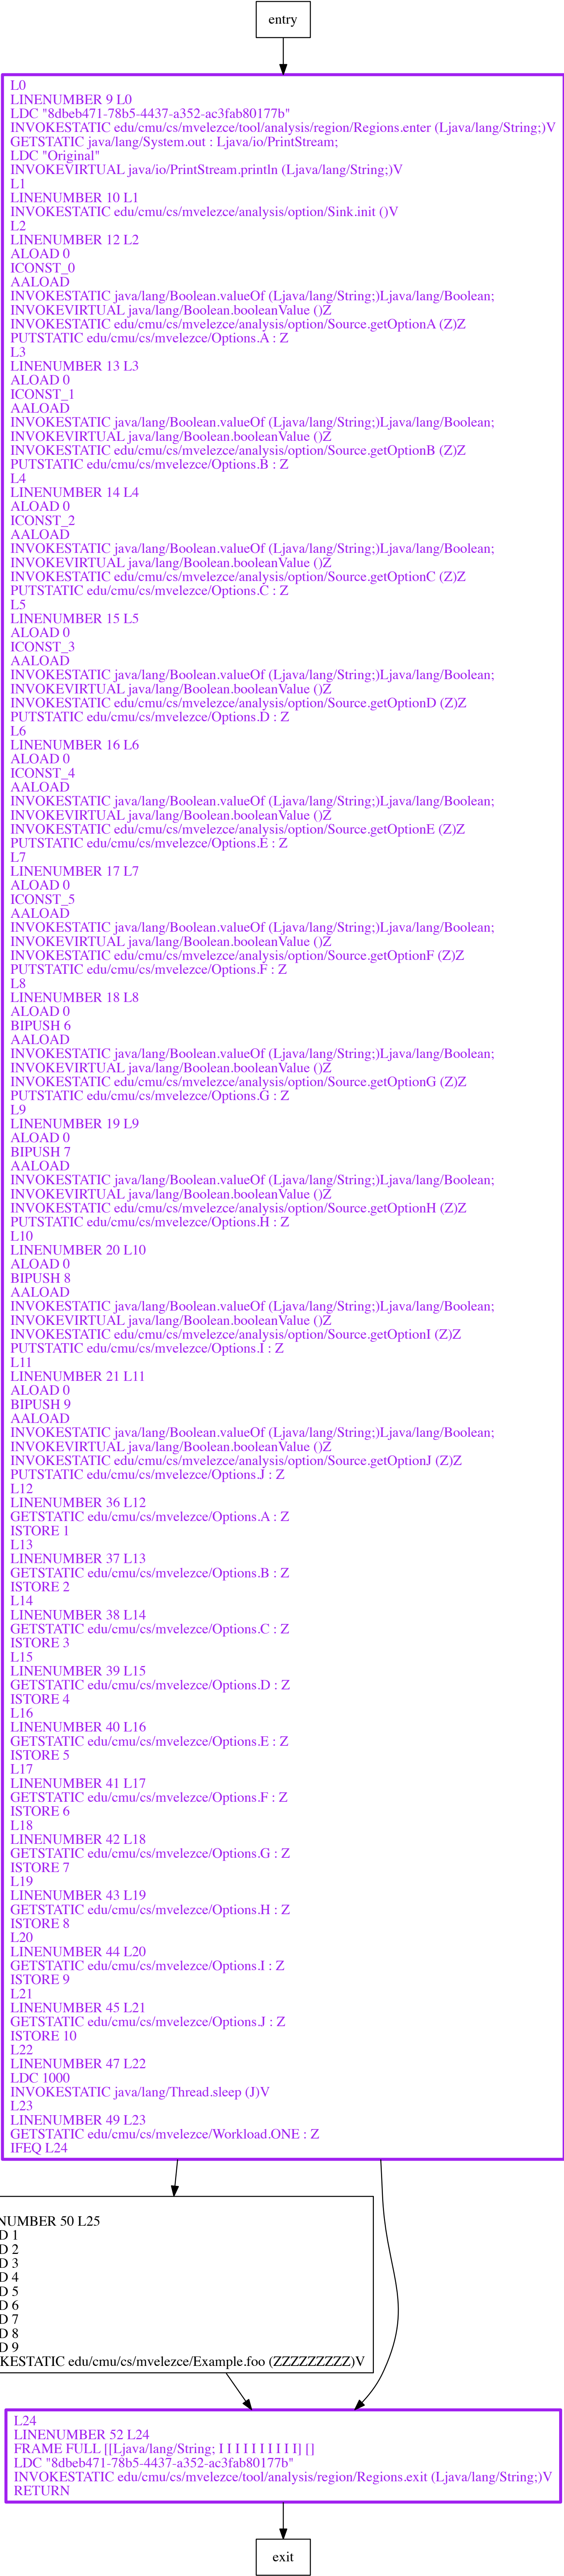 entry
L0
LINENUMBER 9 L0
LDC "8dbeb471-78b5-4437-a352-ac3fab80177b"
INVOKESTATIC edu/cmu/cs/mvelezce/tool/analysis/region/Regions.enter (Ljava/lang/String;)V
GETSTATIC java/lang/System.out : Ljava/io/PrintStream;
LDC "Original"
INVOKEVIRTUAL java/io/PrintStream.println (Ljava/lang/String;)V
L1
LINENUMBER 10 L1
INVOKESTATIC edu/cmu/cs/mvelezce/analysis/option/Sink.init ()V
L2
LINENUMBER 12 L2
ALOAD 0
ICONST_0
AALOAD
INVOKESTATIC java/lang/Boolean.valueOf (Ljava/lang/String;)Ljava/lang/Boolean;
INVOKEVIRTUAL java/lang/Boolean.booleanValue ()Z
INVOKESTATIC edu/cmu/cs/mvelezce/analysis/option/Source.getOptionA (Z)Z
PUTSTATIC edu/cmu/cs/mvelezce/Options.A : Z
L3
LINENUMBER 13 L3
ALOAD 0
ICONST_1
AALOAD
INVOKESTATIC java/lang/Boolean.valueOf (Ljava/lang/String;)Ljava/lang/Boolean;
INVOKEVIRTUAL java/lang/Boolean.booleanValue ()Z
INVOKESTATIC edu/cmu/cs/mvelezce/analysis/option/Source.getOptionB (Z)Z
PUTSTATIC edu/cmu/cs/mvelezce/Options.B : Z
L4
LINENUMBER 14 L4
ALOAD 0
ICONST_2
AALOAD
INVOKESTATIC java/lang/Boolean.valueOf (Ljava/lang/String;)Ljava/lang/Boolean;
INVOKEVIRTUAL java/lang/Boolean.booleanValue ()Z
INVOKESTATIC edu/cmu/cs/mvelezce/analysis/option/Source.getOptionC (Z)Z
PUTSTATIC edu/cmu/cs/mvelezce/Options.C : Z
L5
LINENUMBER 15 L5
ALOAD 0
ICONST_3
AALOAD
INVOKESTATIC java/lang/Boolean.valueOf (Ljava/lang/String;)Ljava/lang/Boolean;
INVOKEVIRTUAL java/lang/Boolean.booleanValue ()Z
INVOKESTATIC edu/cmu/cs/mvelezce/analysis/option/Source.getOptionD (Z)Z
PUTSTATIC edu/cmu/cs/mvelezce/Options.D : Z
L6
LINENUMBER 16 L6
ALOAD 0
ICONST_4
AALOAD
INVOKESTATIC java/lang/Boolean.valueOf (Ljava/lang/String;)Ljava/lang/Boolean;
INVOKEVIRTUAL java/lang/Boolean.booleanValue ()Z
INVOKESTATIC edu/cmu/cs/mvelezce/analysis/option/Source.getOptionE (Z)Z
PUTSTATIC edu/cmu/cs/mvelezce/Options.E : Z
L7
LINENUMBER 17 L7
ALOAD 0
ICONST_5
AALOAD
INVOKESTATIC java/lang/Boolean.valueOf (Ljava/lang/String;)Ljava/lang/Boolean;
INVOKEVIRTUAL java/lang/Boolean.booleanValue ()Z
INVOKESTATIC edu/cmu/cs/mvelezce/analysis/option/Source.getOptionF (Z)Z
PUTSTATIC edu/cmu/cs/mvelezce/Options.F : Z
L8
LINENUMBER 18 L8
ALOAD 0
BIPUSH 6
AALOAD
INVOKESTATIC java/lang/Boolean.valueOf (Ljava/lang/String;)Ljava/lang/Boolean;
INVOKEVIRTUAL java/lang/Boolean.booleanValue ()Z
INVOKESTATIC edu/cmu/cs/mvelezce/analysis/option/Source.getOptionG (Z)Z
PUTSTATIC edu/cmu/cs/mvelezce/Options.G : Z
L9
LINENUMBER 19 L9
ALOAD 0
BIPUSH 7
AALOAD
INVOKESTATIC java/lang/Boolean.valueOf (Ljava/lang/String;)Ljava/lang/Boolean;
INVOKEVIRTUAL java/lang/Boolean.booleanValue ()Z
INVOKESTATIC edu/cmu/cs/mvelezce/analysis/option/Source.getOptionH (Z)Z
PUTSTATIC edu/cmu/cs/mvelezce/Options.H : Z
L10
LINENUMBER 20 L10
ALOAD 0
BIPUSH 8
AALOAD
INVOKESTATIC java/lang/Boolean.valueOf (Ljava/lang/String;)Ljava/lang/Boolean;
INVOKEVIRTUAL java/lang/Boolean.booleanValue ()Z
INVOKESTATIC edu/cmu/cs/mvelezce/analysis/option/Source.getOptionI (Z)Z
PUTSTATIC edu/cmu/cs/mvelezce/Options.I : Z
L11
LINENUMBER 21 L11
ALOAD 0
BIPUSH 9
AALOAD
INVOKESTATIC java/lang/Boolean.valueOf (Ljava/lang/String;)Ljava/lang/Boolean;
INVOKEVIRTUAL java/lang/Boolean.booleanValue ()Z
INVOKESTATIC edu/cmu/cs/mvelezce/analysis/option/Source.getOptionJ (Z)Z
PUTSTATIC edu/cmu/cs/mvelezce/Options.J : Z
L12
LINENUMBER 36 L12
GETSTATIC edu/cmu/cs/mvelezce/Options.A : Z
ISTORE 1
L13
LINENUMBER 37 L13
GETSTATIC edu/cmu/cs/mvelezce/Options.B : Z
ISTORE 2
L14
LINENUMBER 38 L14
GETSTATIC edu/cmu/cs/mvelezce/Options.C : Z
ISTORE 3
L15
LINENUMBER 39 L15
GETSTATIC edu/cmu/cs/mvelezce/Options.D : Z
ISTORE 4
L16
LINENUMBER 40 L16
GETSTATIC edu/cmu/cs/mvelezce/Options.E : Z
ISTORE 5
L17
LINENUMBER 41 L17
GETSTATIC edu/cmu/cs/mvelezce/Options.F : Z
ISTORE 6
L18
LINENUMBER 42 L18
GETSTATIC edu/cmu/cs/mvelezce/Options.G : Z
ISTORE 7
L19
LINENUMBER 43 L19
GETSTATIC edu/cmu/cs/mvelezce/Options.H : Z
ISTORE 8
L20
LINENUMBER 44 L20
GETSTATIC edu/cmu/cs/mvelezce/Options.I : Z
ISTORE 9
L21
LINENUMBER 45 L21
GETSTATIC edu/cmu/cs/mvelezce/Options.J : Z
ISTORE 10
L22
LINENUMBER 47 L22
LDC 1000
INVOKESTATIC java/lang/Thread.sleep (J)V
L23
LINENUMBER 49 L23
GETSTATIC edu/cmu/cs/mvelezce/Workload.ONE : Z
IFEQ L24
NUMBER 50 L25
D 1
D 2
D 3
D 4
D 5
D 6
D 7
D 8
D 9
KESTATIC edu/cmu/cs/mvelezce/Example.foo (ZZZZZZZZZ)V
L24
LINENUMBER 52 L24
FRAME FULL [[Ljava/lang/String; I I I I I I I I I I] []
LDC "8dbeb471-78b5-4437-a352-ac3fab80177b"
INVOKESTATIC edu/cmu/cs/mvelezce/tool/analysis/region/Regions.exit (Ljava/lang/String;)V
RETURN
exit